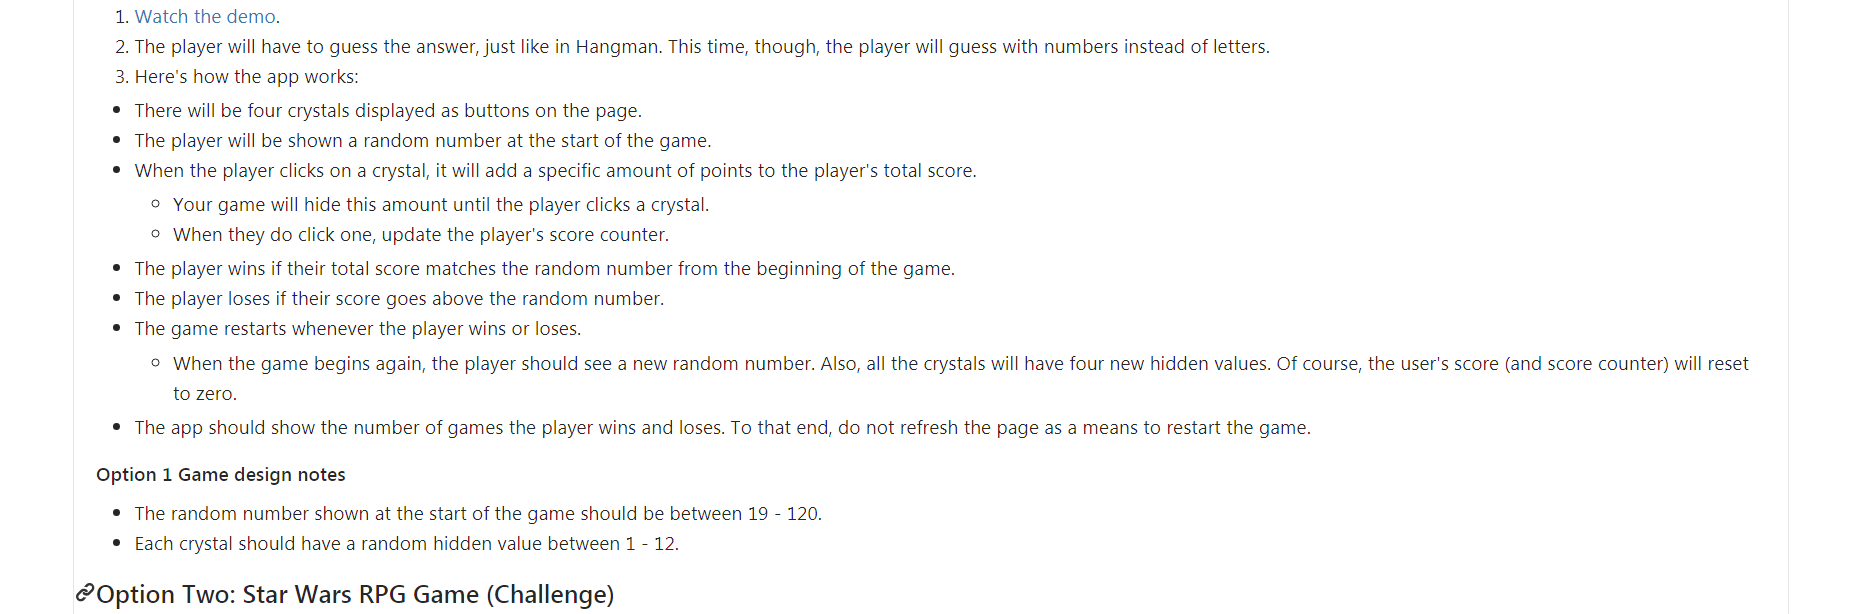 1. Watch the demo.
2. The player will have to guess the answer, just like in Hangman. This time, though, the player will guess with numbers instead of letters.
3. Here's how the app works:
• There will be four crystals displayed as buttons on the page.
• The player will be shown a random number at the start of the game.
• When the player clicks on a crystal, it will add a specific amount of points to the player's total score.
○ Your game will hide this amount until the player clicks a crystal.
○ When they do click one, update the player's score counter.
• The player wins if their total score matches the random number from the beginning of the game.
• The player loses if their score goes above the random number.
• The game restarts whenever the player wins or loses.
○ When the game begins again, the player should see a new random number. Also, all the crystals will have four new hidden values. Of course, the user's score (and score counter) will reset
to zero.
• The app should show the number of games the player wins and loses. To that end, do not refresh the page as a means to restart the game.
Option 1 Game design notes
• The random number shown at the start of the game should be between 19 - 120.
• Each crystal should have a random hidden value between 1 - 12.
Option Two: Star Wars RPG Game (Challenge)